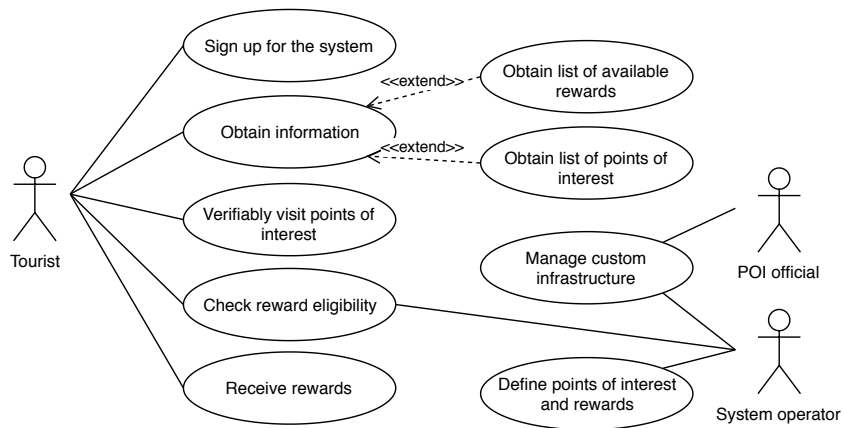 Sign up for the system
<<extend>>
Obtain list of available
rewards
Obtain information
<<extend>>
Obtain list of points of
interest
Tourist
Verifiably visit points of
interest
Manage custom
infrastructure
POI official
Check reward eligibility
Receive rewards
Define points of interest
and rewards
System operator